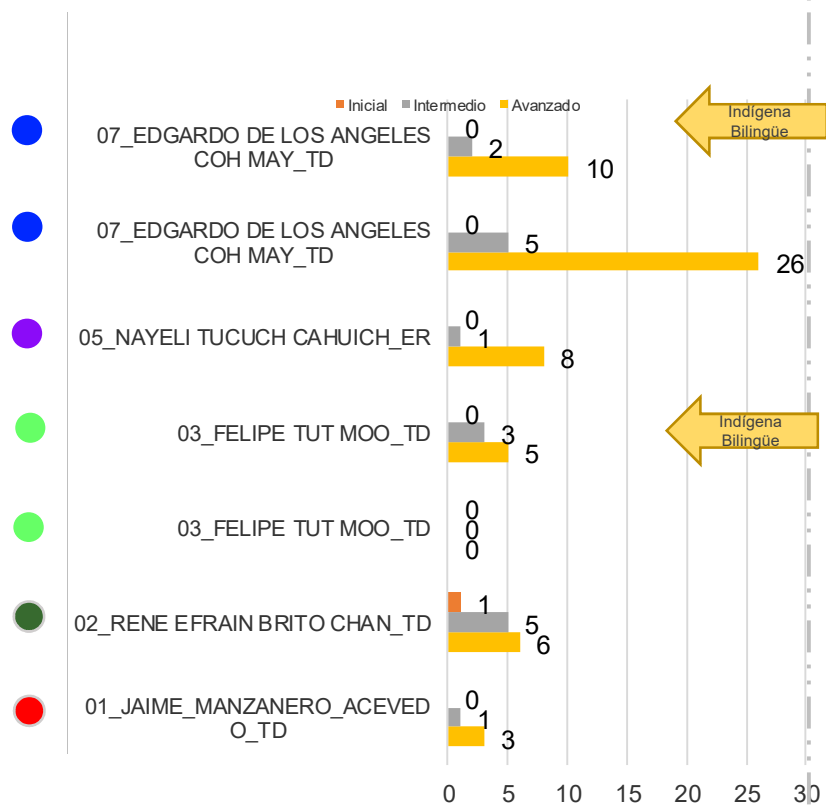 Inicial Intermedio Avanzado
Indígena
Bilingüe
07_EDGARDO DE LOS ANGELES
COH MAY_TD
0
2
10
07_EDGARDO DE LOS ANGELES
COH MAY_TD
0
5
26
05_NAYELI TUCUCH CAHUICH_ER
0
1
8
03_FELIPE TUT MOO_TD
0
3
5
Indígena
Bilingüe
03_FELIPE TUT MOO_TD
0
0
0
02_RENE EFRAIN BRITO CHAN_TD
1
5
6
01_JAIME_MANZANERO_ACEVED
O_TD
0
1
3
0 5 10 15 20 25 30